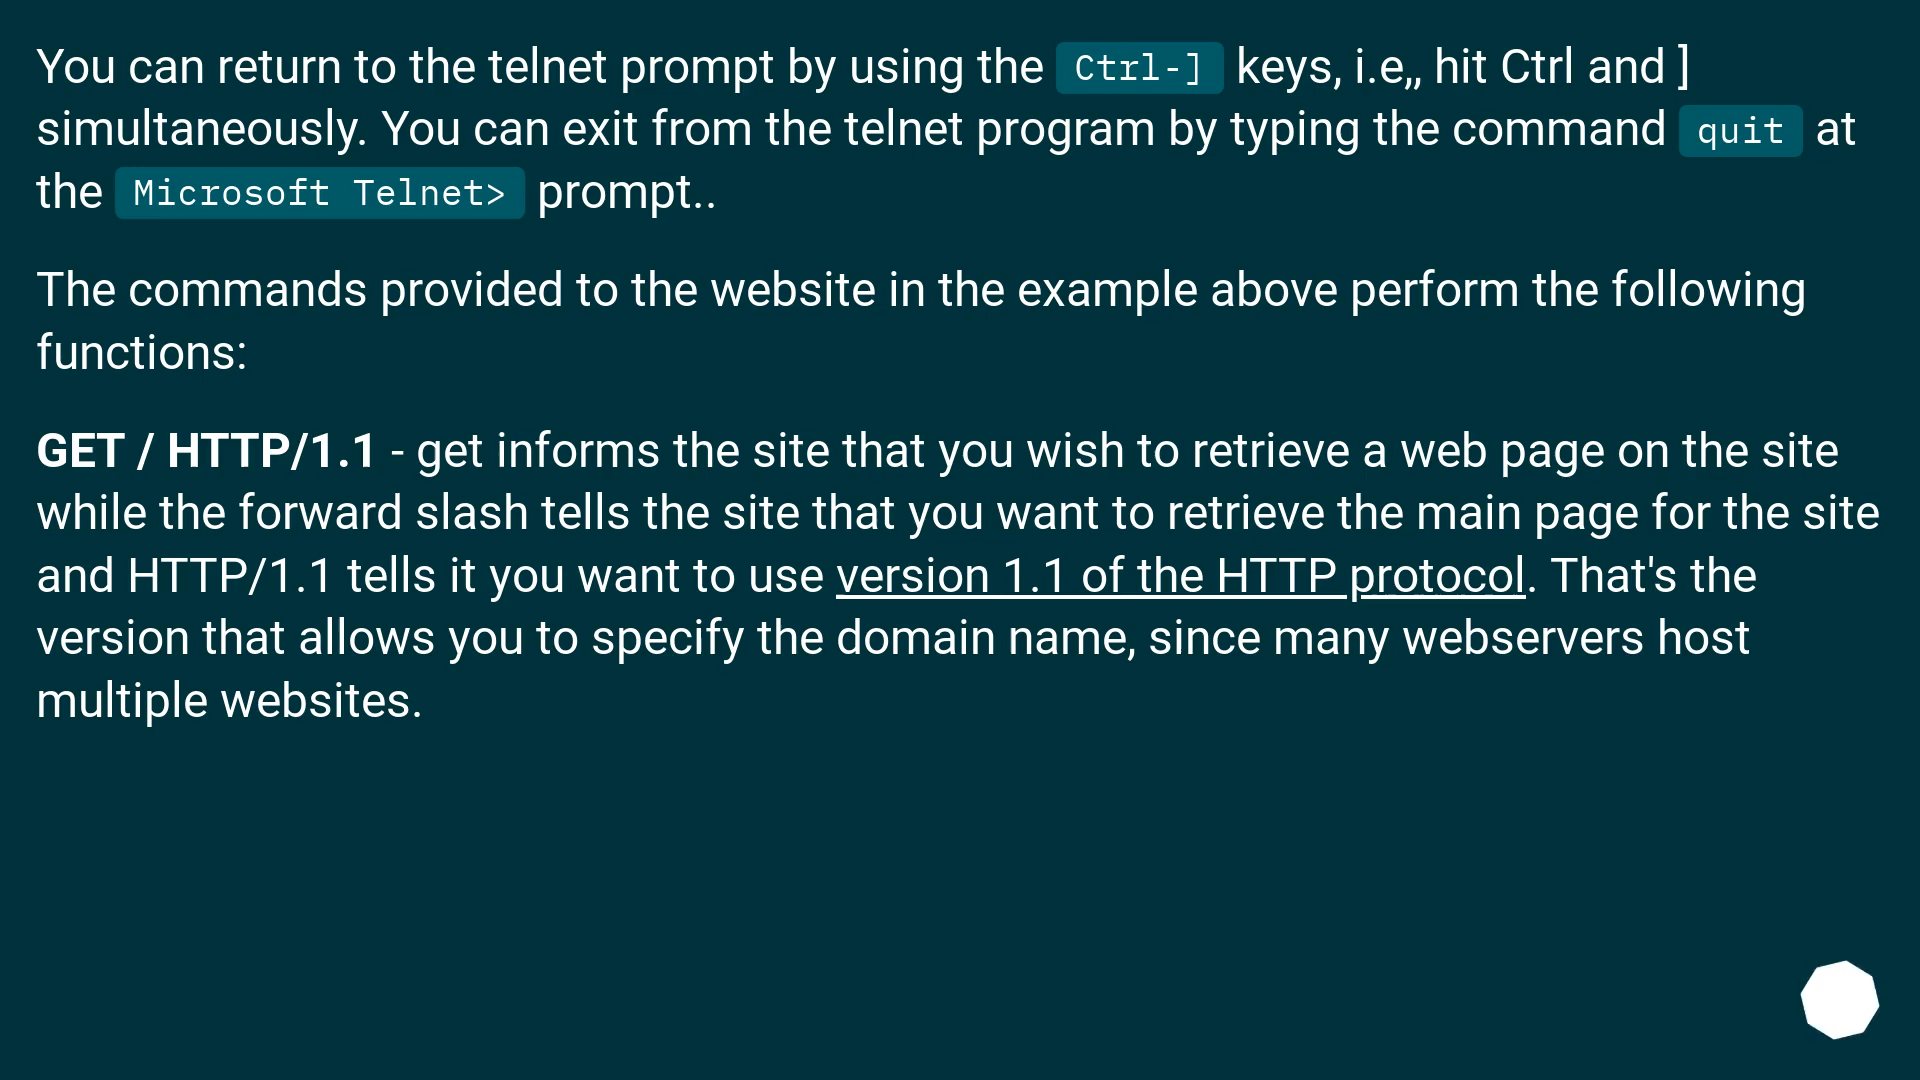 You can return to the telnet prompt by using the Ctrl-] keys, i.e,, hit Ctrl and ]
simultaneously. You can exit from the telnet program by typing the command quit at
the Microsoft Telnet> prompt..
The commands provided to the website in the example above perform the following
functions:
GET / HTTP/1.1 - get informs the site that you wish to retrieve a web page on the site
while the forward slash tells the site that you want to retrieve the main page for the site
and HTTP/1.1 tells it you want to use version 1.1 of the HTTP protocol. That's the
version that allows you to specify the domain name, since many webservers host
multiple websites.